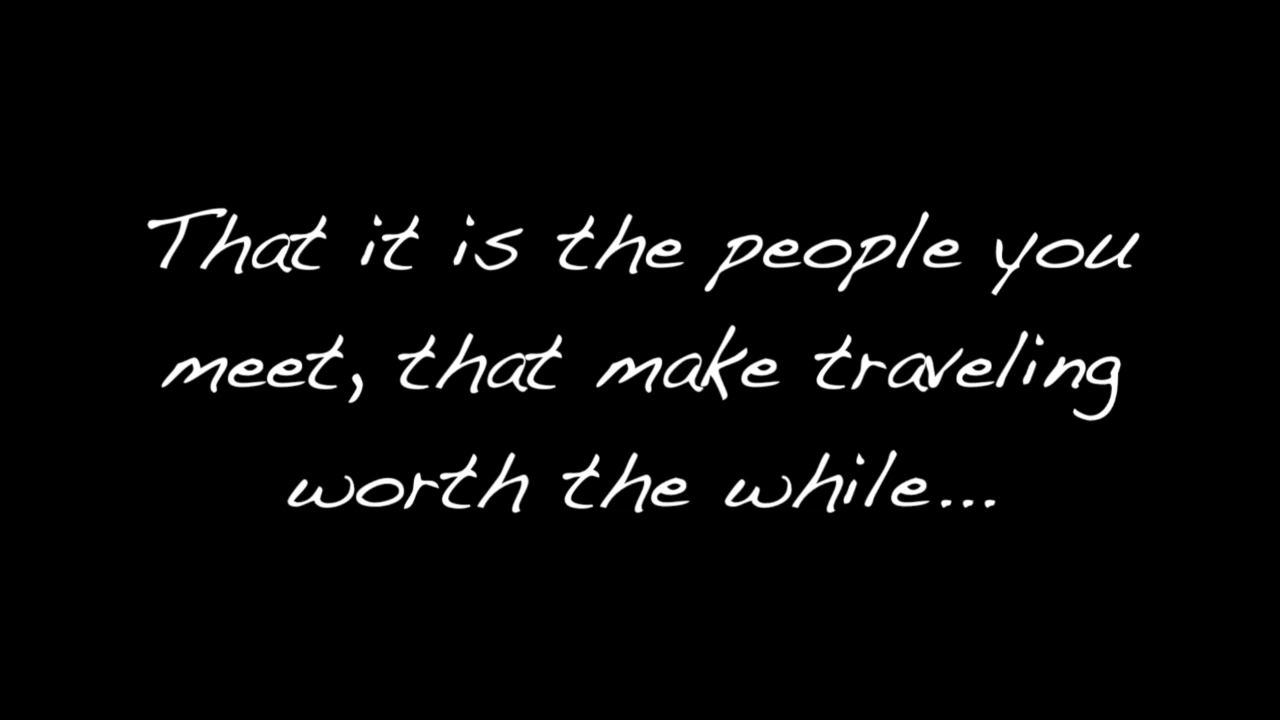 That it is the people you
meet, that make traveling
worth the while...